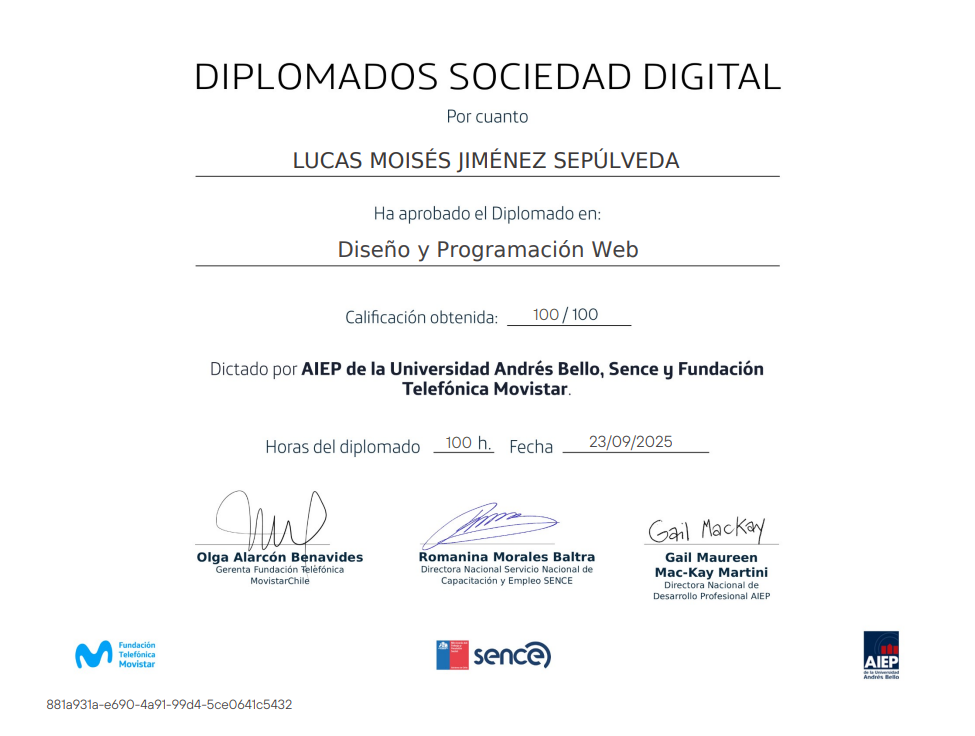 DIPLOMADOS SOCIEDAD DIGITAL
Por cuanto
LUCAS MOISÉS JIMÉNEZ SEPÚLVEDA
Ha aprobado el Diplomado en:
Diseño y Programación Web
Calificación obtenida: 100 / 100
Dictado por AIEP de la Universidad Andrés Bello, Sence y Fundación
Telefónica Movistar.
Horas del diplomado 100 h. Fecha 23/09/2025
Gail MacKay
Olga Alarcón Benavides
Gerenta Fundación Telefónica
MovistarChile
Romanina Morales Baltra
Directora Nacional Servicio Nacional de
Capacitación y Empleo SENCE
Gail Maureen
Mac-Kay Martini
Directora Nacional de
Desarrollo Profesional AIEP
Fundación
Telefónica
Movistar
sence
AIEP
de la Universidad
Andrés Bello
881a931a-e690-4a91-99d4-5ce0641c5432